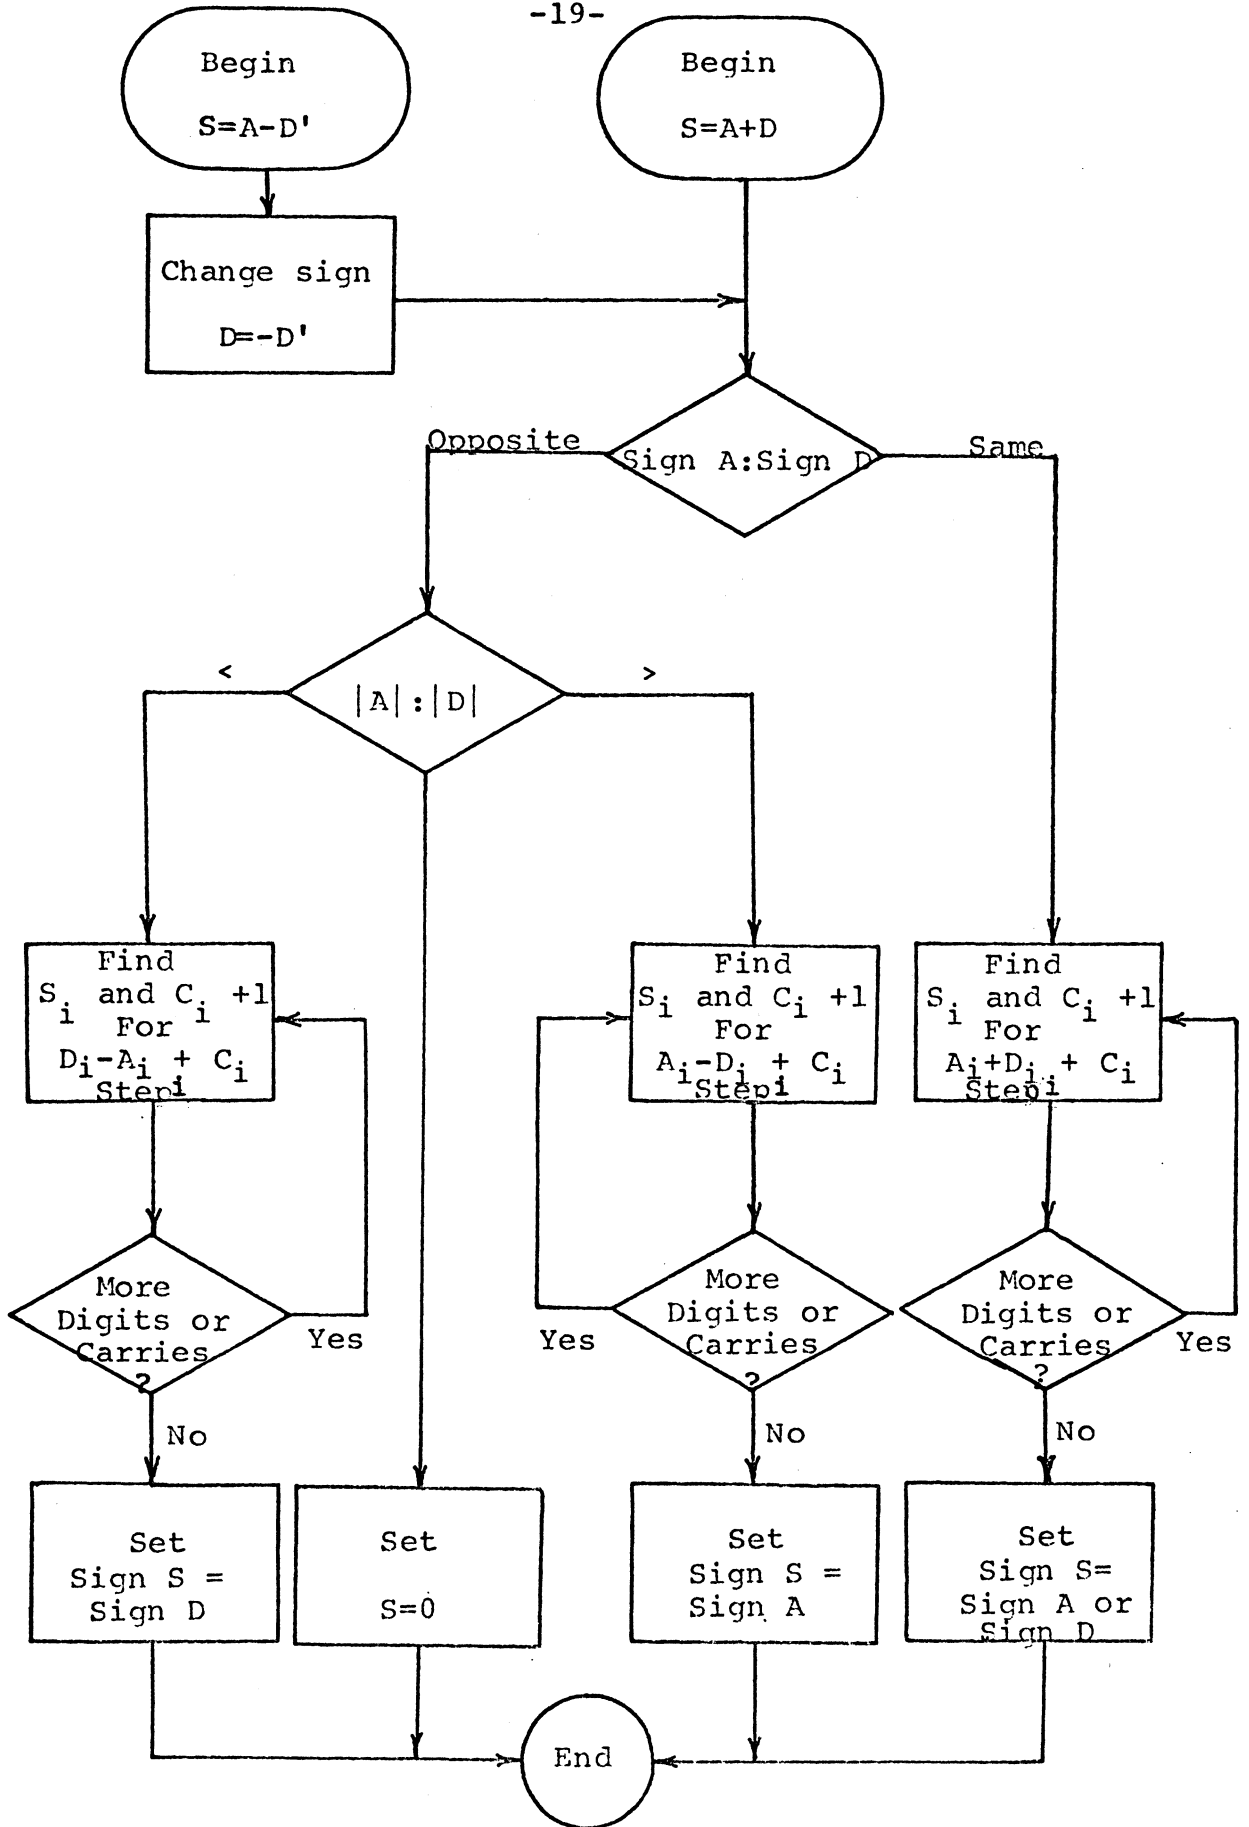 -19-
Begin
S=A-D'
Begin
S=A+D
Change sign
D=-D'
Opposite
Sign A:Sign D
Same
<
|A|:|D|
>
Find
Si and Ci +1
For
Di-Ai + Ci
Step i
Find
Si and Ci +1
For
Ai-Di + Ci
Step i
Find
Si and Ci +1
For
Ai+Di + Ci
Step i
More
Digits or
Carries
?
Yes
No
More
Digits or
Carries
?
Yes
No
More
Digits or
Carries
?
Yes
No
Set
Sign S =
Sign D
Set
S=0
Set
Sign S =
Sign A
Set
Sign S=
Sign A or
Sign D
End